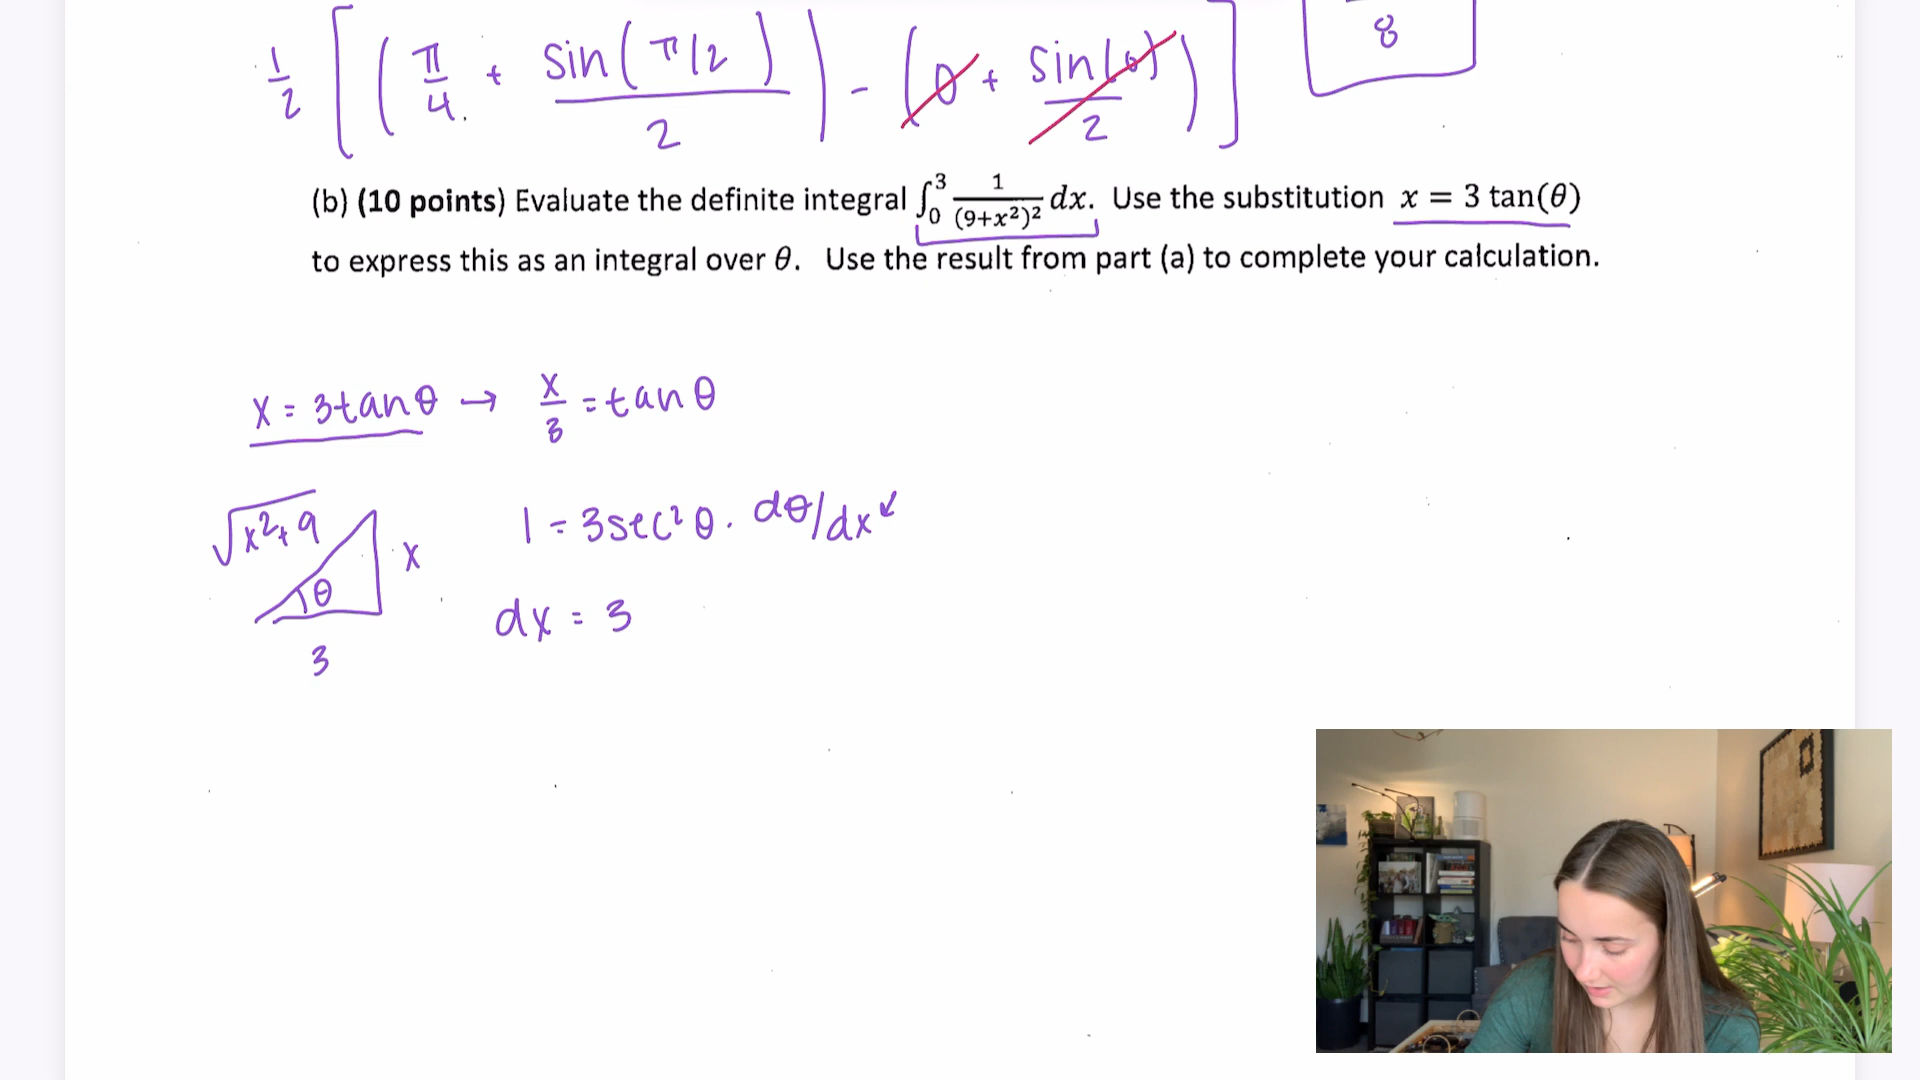 1/2 [ ( π/4 + sin(π/2)/2 ) - ( 0 + sin(0)/2 ) ] 8
(b) (10 points) Evaluate the definite integral ∫₀³ 1/(9+x²)² dx. Use the substitution x = 3 tan(θ)
to express this as an integral over θ. Use the result from part (a) to complete your calculation.
x = 3tanθ → x/3 = tanθ
√x²+9 θ x 3
1 = 3sec²θ · dθ/dx
dx = 3